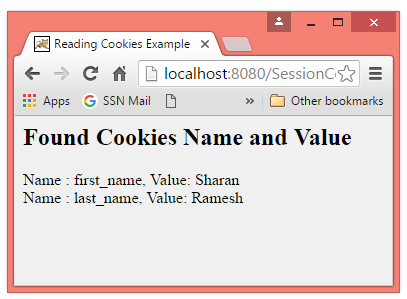 Reading Cookies Example
localhost:8080/SessionC
Apps SSN Mail » Other bookmarks
Found Cookies Name and Value
Name : first_name, Value: Sharan
Name : last_name, Value: Ramesh